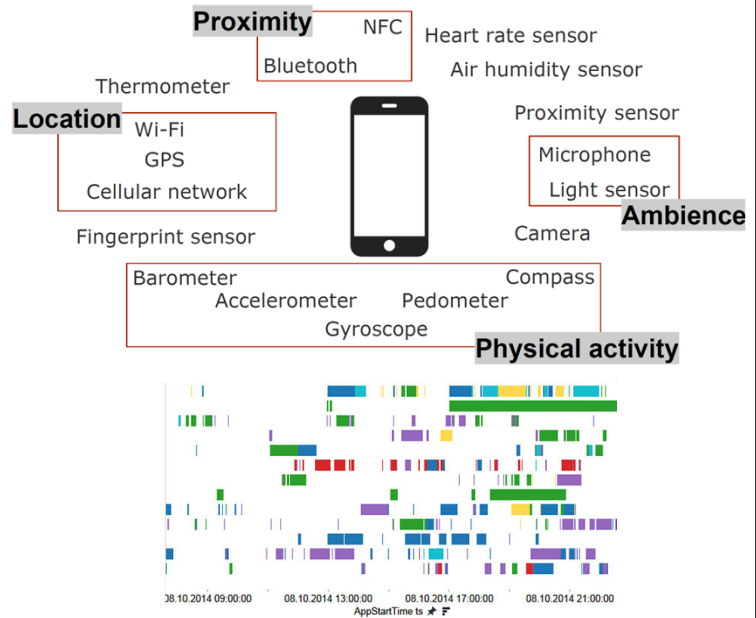 Proximity
NFC
Heart rate sensor
Bluetooth
Air humidity sensor
Thermometer
Proximity sensor
Location
Wi-Fi
GPS
Cellular network
Microphone
Light sensor
Ambience
Fingerprint sensor
Camera
Barometer
Compass
Accelerometer
Pedometer
Gyroscope
Physical activity
08.10.2014 09:00:00
08.10.2014 13:00:00
08.10.2014 17:00:00
08.10.2014 21:00:00
AppStartTime ts